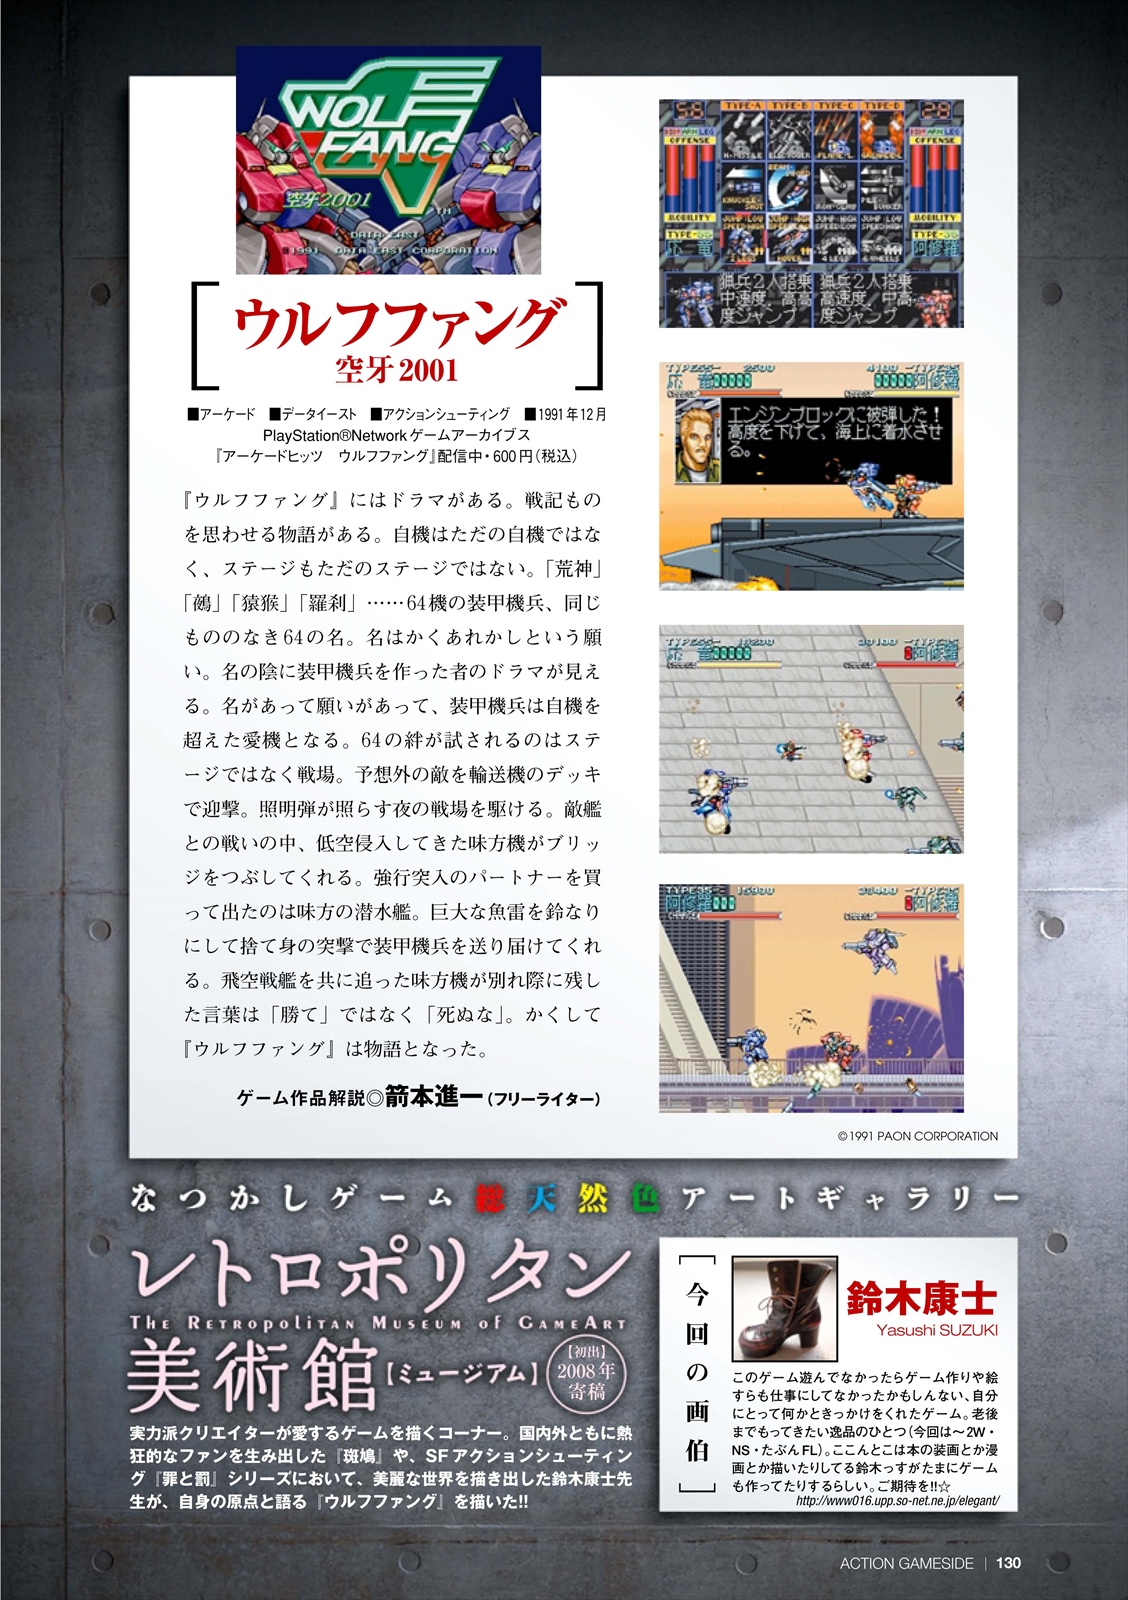 WOLF
FANG
空牙2001
TM
DATA EAST
©1991 DATA EAST CORPORATION
ウルフファング
空牙2001
■アーケード ■データイースト ■アクションシューティング ■1991年12月
PlayStation®Network ゲームアーカイブス
『アーケードヒッツ ウルフファング』配信中・600円（税込）
『ウルフファング』にはドラマがある。戦記もの
を思わせる物語がある。自機はただの自機ではな
く、ステージもただのステージではない。「荒神」
「鵺」「猿猴」「羅刹」……64機の装甲機兵、同じ
もののなき64の名。名はかくあれかしという願
い。名の陰に装甲機兵を作った者のドラマが見え
る。名があって願いがあって、装甲機兵は自機を
超えた愛機となる。64の絆が試されるのはステ
ージではなく戦場。予想外の敵を輸送機のデッキ
で迎撃。照明弾が照らす夜の戦場を駆ける。敵艦
との戦いの中、低空侵入してきた味方機がブリッ
ジをつぶしてくれる。強行突入のパートナーを買
って出たのは味方の潜水艦。巨大な魚雷を鈴なり
にして捨て身の突撃で装甲機兵を送り届けてくれ
る。飛空戦艦を共に追った味方機が別れ際に残し
た言葉は「勝て」ではなく「死ぬな」。かくして
『ウルフファング』は物語となった。
ゲーム作品解説◎箭本進一（フリーライター）
58 TYPE-A TYPE-B TYPE-C TYPE-D 29
OFFENSE
OFFENSE
KNUCKLE-SHOT
BEAM-SWORD
MOBILITY
MOBILITY
応竜
阿修羅
猟兵2人搭乗
中速度、高高
度ジャンプ
猟兵2人搭乗
高速度、中高
度ジャンプ
応竜
阿修羅
エンジンブロックに被弾した！
高度を下げて、海上に着水させ
る。
応竜
阿修羅
阿修羅
阿修羅
©1991 PAON CORPORATION
なつかしゲーム総天然色アートギャラリー
レトロポリタン
The Retropolitan Museum of GameArt
美術館【ミュージアム】
【初出】
2008年
寄稿
実力派クリエイターが愛するゲームを描くコーナー。国内外ともに熱
狂的なファンを生み出した『斑鳩』や、SFアクションシューティン
グ『罪と罰』シリーズにおいて、美麗な世界を描き出した鈴木康士先
生が、自身の原点と語る『ウルフファング』を描いた!!
今回の画伯
鈴木康士
Yasushi SUZUKI
このゲーム遊んでなかったらゲーム作りや絵
すらも仕事にしてなかったかもしんない、自分
にとって何かときっかけをくれたゲーム。老後
までもってきたい逸品のひとつ（今回は〜2W・
NS・たぶんFL）。ここんとこは本の装画とか漫
画とか描いたりしてる鈴木っすがたまにゲーム
も作ってたりするらしい。ご期待を!!☆
http://www016.upp.so-net.ne.jp/elegant/
ACTION GAMESIDE | 130